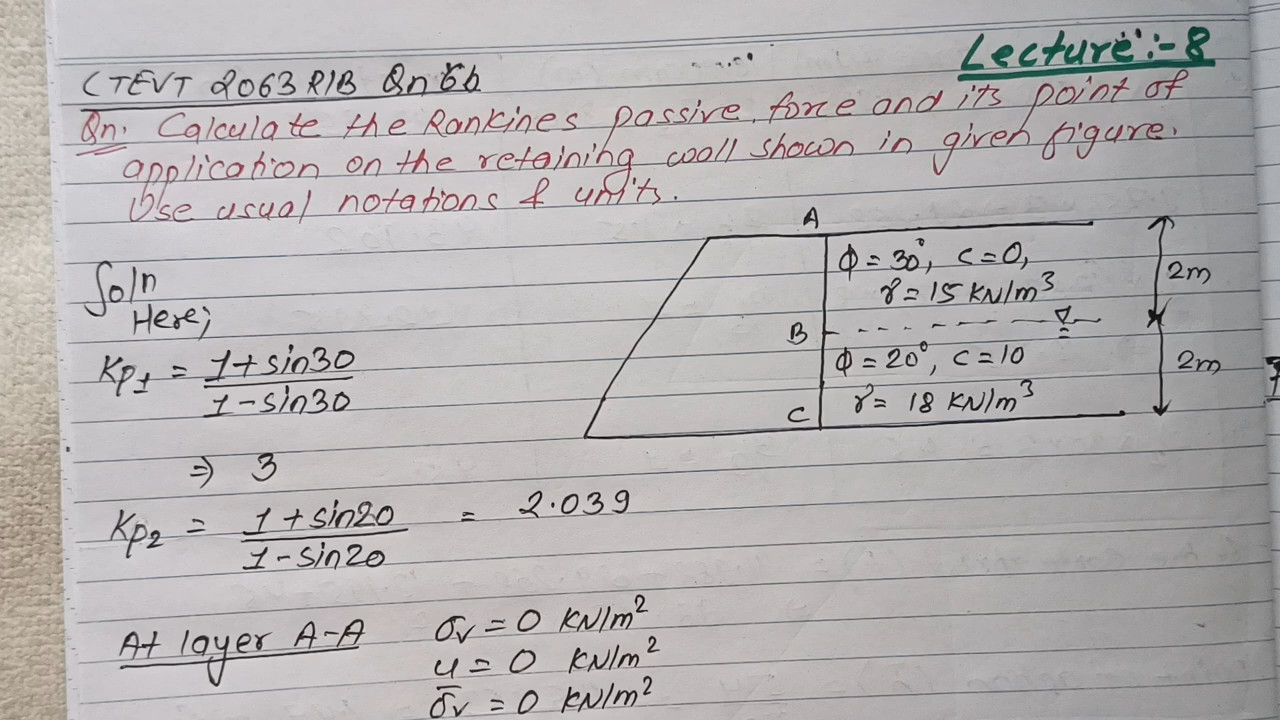 Lecture:-8
CTEVT 2063 R/B Qn 5b
Qn. Calculate the Rankines passive force and its point of
application on the retaining wall shown in given figure.
Use usual notations & units.
A
ϕ = 30°, c = 0,
γ = 15 KN/m³
2m
B
ϕ = 20°, c = 10
γ = 18 KN/m³
2m
C
Soln
Here;
Kp1 = 1+sin30 / 1-sin30
⇒ 3
Kp2 = 1+sin20 / 1-sin20 = 2.039
At layer A-A σv = 0 KN/m²
u = 0 KN/m²
σ̄v = 0 KN/m²